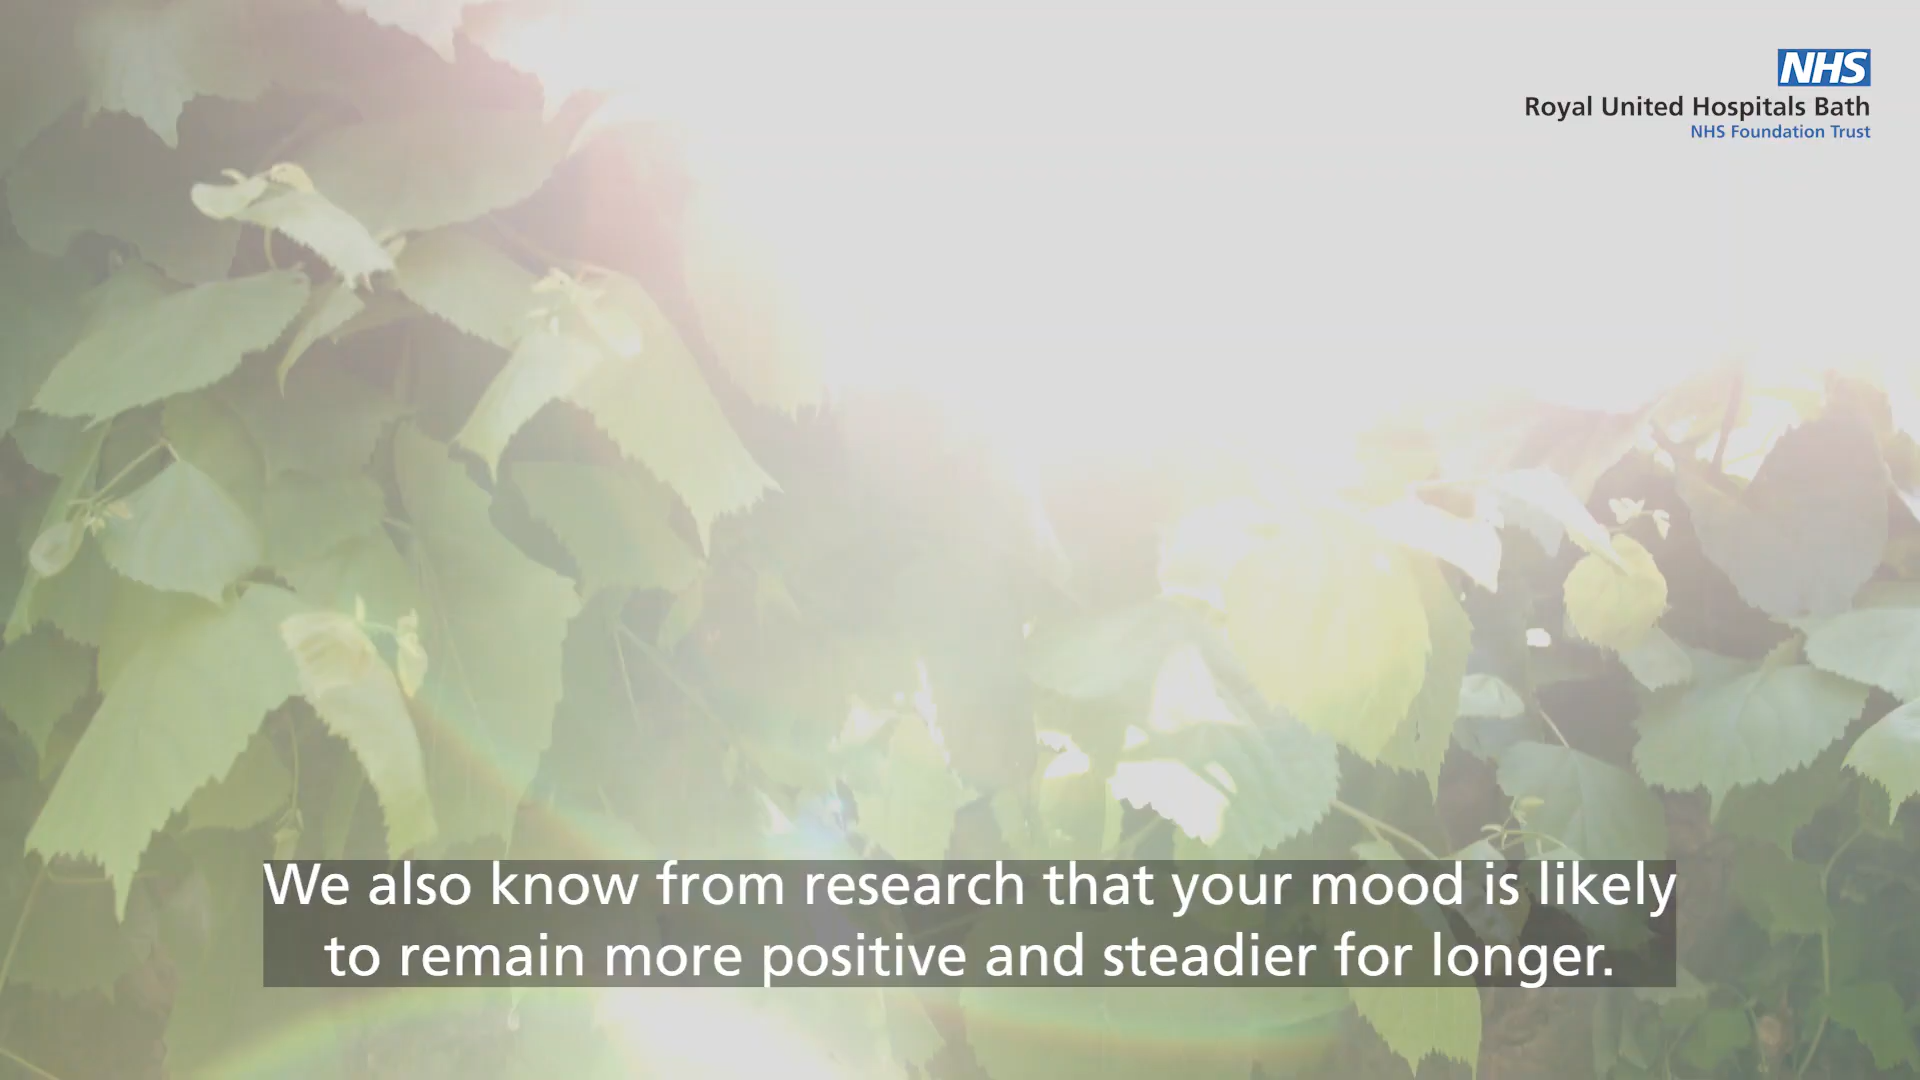 NHS
Royal United Hospitals Bath
NHS Foundation Trust
We also know from research that your mood is likely
to remain more positive and steadier for longer.